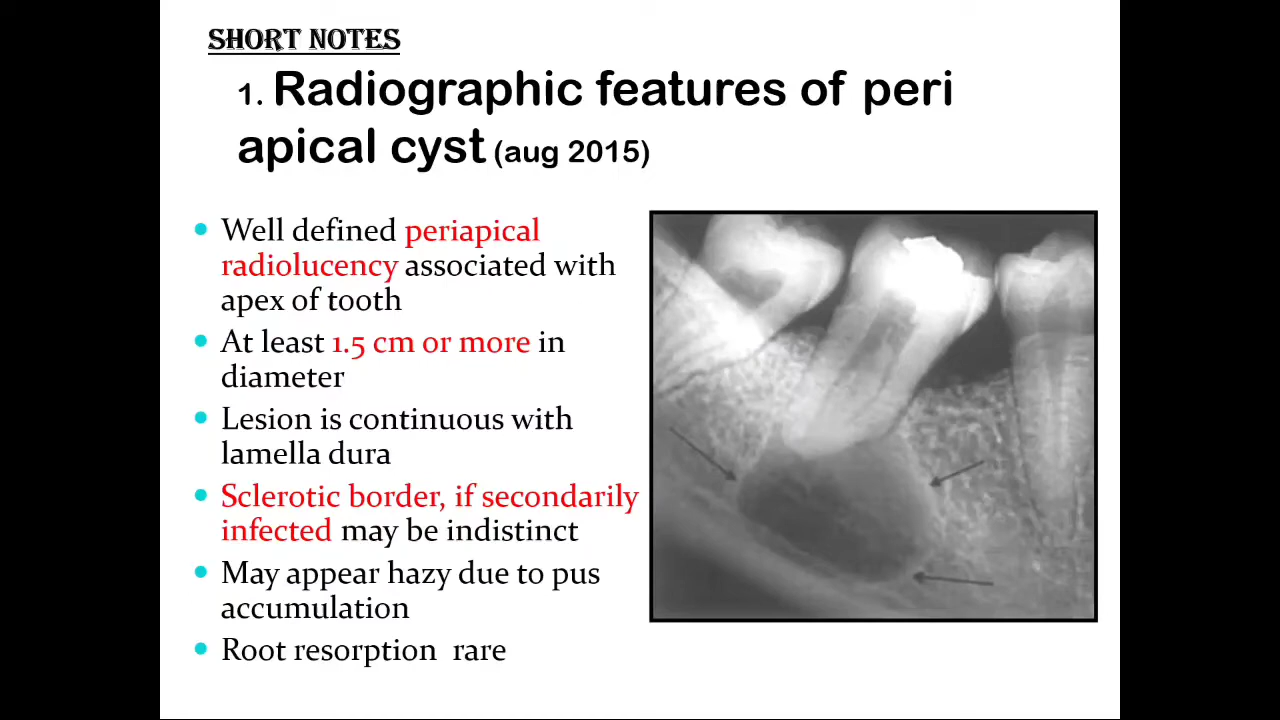 SHORT NOTES
1. Radiographic features of peri
apical cyst (aug 2015)
• Well defined periapical
radiolucency associated with
apex of tooth
• At least 1.5 cm or more in
diameter
• Lesion is continuous with
lamella dura
• Sclerotic border, if secondarily
infected may be indistinct
• May appear hazy due to pus
accumulation
• Root resorption  rare